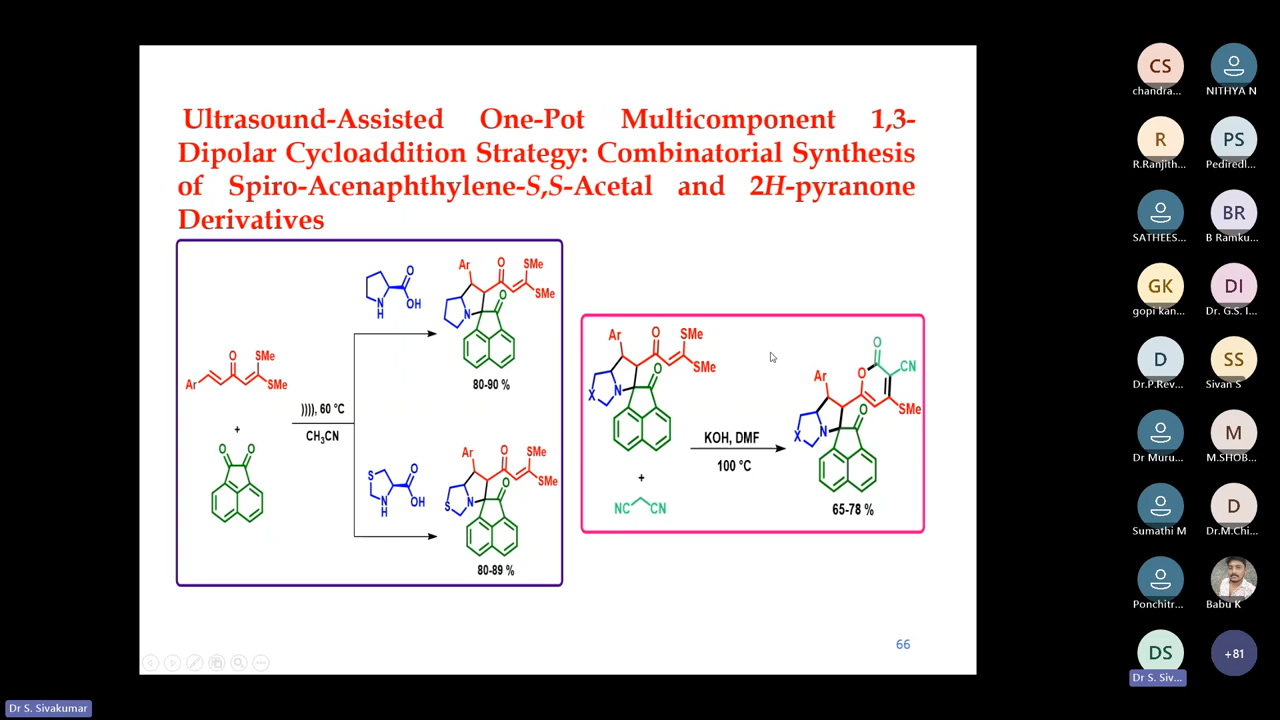 Ultrasound-Assisted One-Pot Multicomponent 1,3-
Dipolar Cycloaddition Strategy: Combinatorial Synthesis
of Spiro-Acenaphthylene-S,S-Acetal and 2H-pyranone
Derivatives
Ar
O
SMe
SMe
+
O
O
)))), 60 °C
CH3CN
N
H
O
OH
Ar
O
SMe
SMe
N
O
80-90 %
S
N
H
O
OH
Ar
O
SMe
SMe
S
N
O
80-89 %
Ar
O
SMe
SMe
X
N
O
+
NC CN
KOH, DMF
100 °C
O
O
CN
SMe
Ar
X
N
O
65-78 %
66
CS
chandra...
NITHYA N
R
R.Ranjith...
PS
Pediredl...
SATHEES...
BR
B Ramku...
GK
gopi kan...
DI
Dr. G.S. I...
D
Dr.P.Rev...
SS
Sivan S
Dr Muru...
M
M.SHOB...
Sumathi M
D
Dr.M.Chi...
Ponchitr...
Babu K
DS
Dr S. Siv...
+81
Dr S. Sivakumar